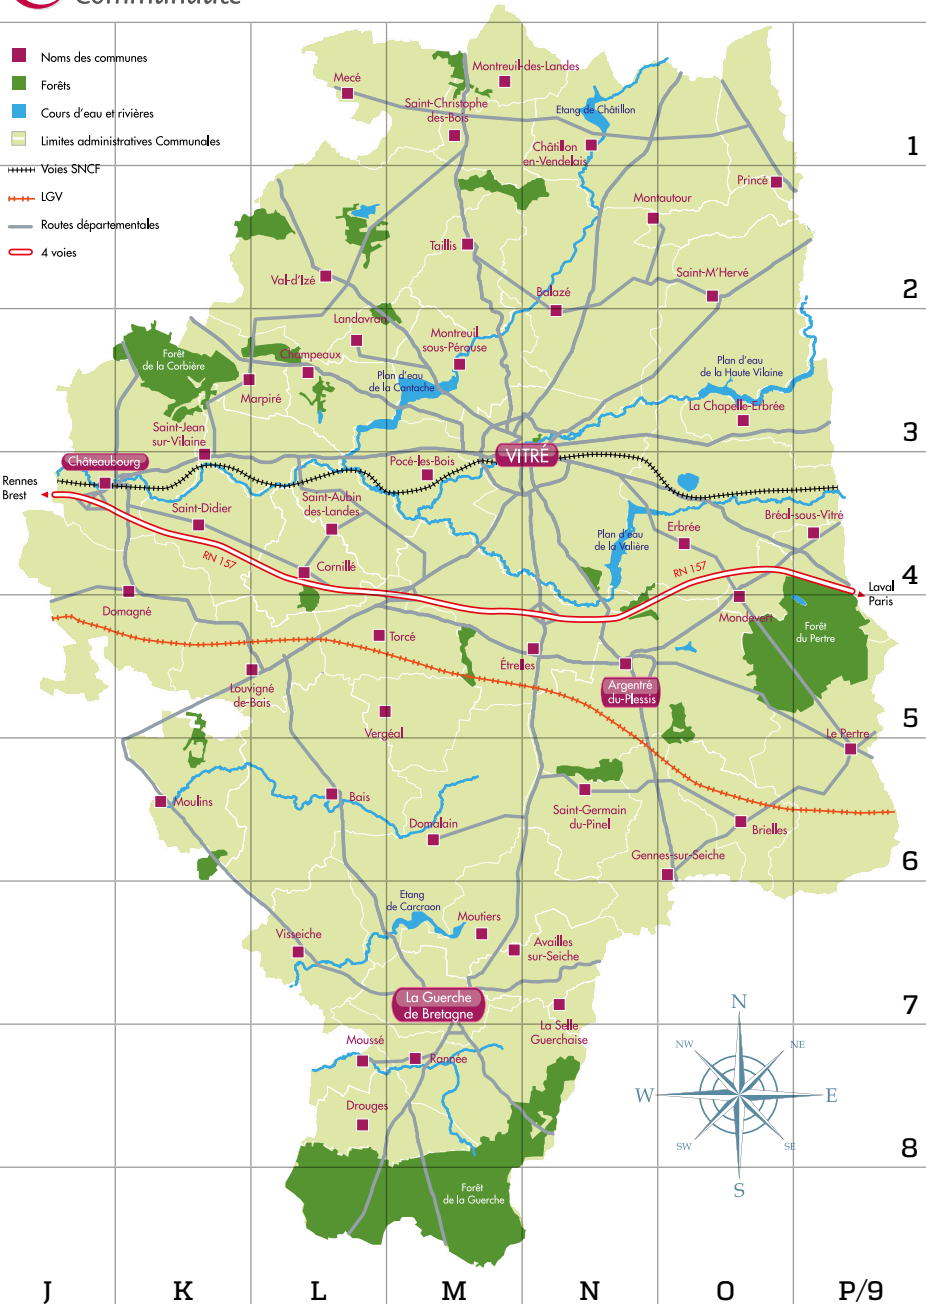 Communauté
Noms des communes
Forêts
Cours d'eau et rivières
Limites administratives Communales
Voies SNCF
LGV
Routes départementales
4 voies
Mecé
Montreuil-des-Landes
Saint-Christophe
des-Bois
Etang de Châtillon
Châtillon
en-Vendelais
1
Princé
Montautour
Taillis
Val-d'Izé
Saint-M'Hervé
Balazé
2
Landavran
Montreuil
sous-Pérouse
Champeaux
Forêt
de la Corbière
Plan d'eau
de la Cantache
Plan d'eau
de la Haute Vilaine
Marpiré
La Chapelle-Erbrée
Saint-Jean
sur-Vilaine
3
Châteaubourg
VITRÉ
Pocé-les-Bois
Rennes
Brest
Saint-Didier
Saint-Aubin
des-Landes
Bréal-sous-Vitré
Erbrée
Plan d'eau
de la Valière
RN 157
Cornillé
RN 157
4
Laval
Paris
Domagné
Mondevert
Forêt
du Pertre
Torcé
Étrelles
Argentré
du-Plessis
Louvigné
de-Bais
5
Vergéal
Le Pertre
Moulins
Bais
Saint-Germain
du-Pinel
Domalain
Brielles
Gennes-sur-Seiche
6
Etang
de Carcraon
Moutiers
Visseiche
Availles
sur-Seiche
La Guerche
de Bretagne
7
La Selle
Guerchaise
Moussé
Rannée
Drouges
N
NW
NE
W
E
SW
SE
S
8
Forêt
de la Guerche
J
K
L
M
N
O
P/9